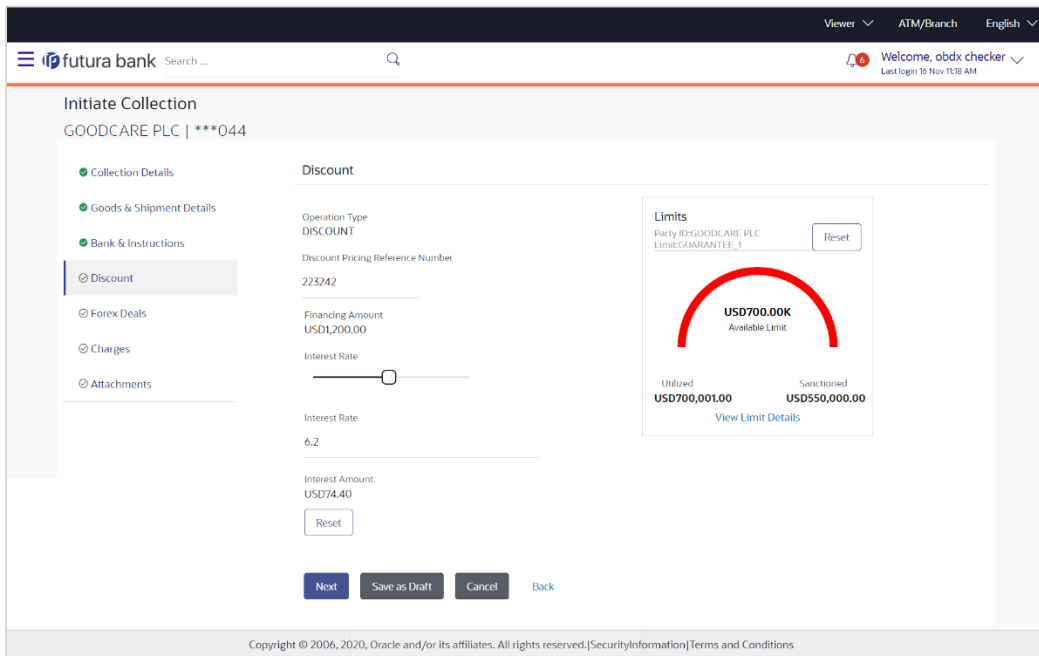 Viewer ATM/Branch English
futura bank Search ... 6 Welcome, obdx checker
Last login 16 Nov 11:18 AM
Initiate Collection
GOODCARE PLC | ***044
Collection Details
Goods & Shipment Details
Bank & Instructions
Discount
Forex Deals
Charges
Attachments
Discount
Operation Type
DISCOUNT
Discount Pricing Reference Number
223242
Financing Amount
USD1,200.00
Interest Rate
Interest Rate
6.2
Interest Amount
USD74.40
Reset
Limits
Party ID:GOODCARE PLC
Limit:GUARANTEE_1
Reset
USD700.00K
Available Limit
Utilized Sanctioned
USD700,001.00 USD550,000.00
View Limit Details
Next Save as Draft Cancel Back
Copyright © 2006, 2020, Oracle and/or its affiliates. All rights reserved.|SecurityInformation|Terms and Conditions